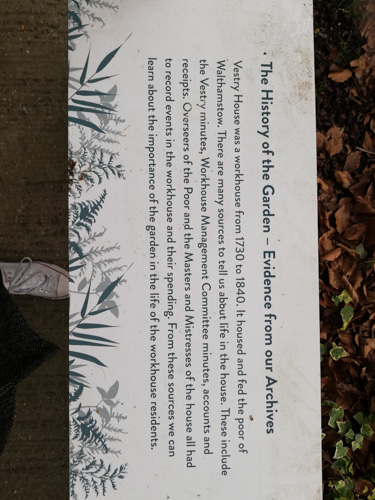 The History of the Garden – Evidence from our Archives
Vestry House was a workhouse from 1730 to 1840. It housed and fed the poor of
Walthamstow. There are many sources to tell us about life in the house. These include
the Vestry minutes, Workhouse Management Committee minutes, accounts and
receipts. Overseers of the Poor and the Masters and Mistresses of the house all had
to record events in the workhouse and their spending. From these sources we can
learn about the importance of the garden in the life of the workhouse residents.